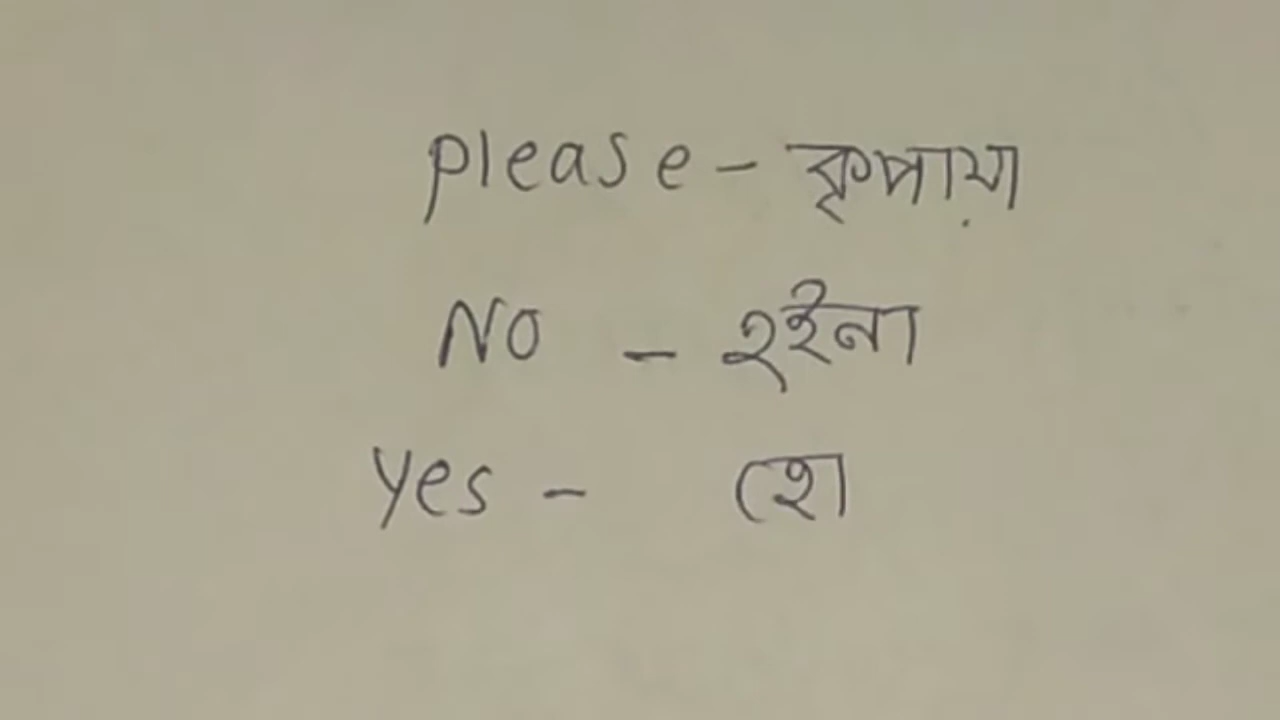 please - কৃপায়া
No - হইনা
yes - হো